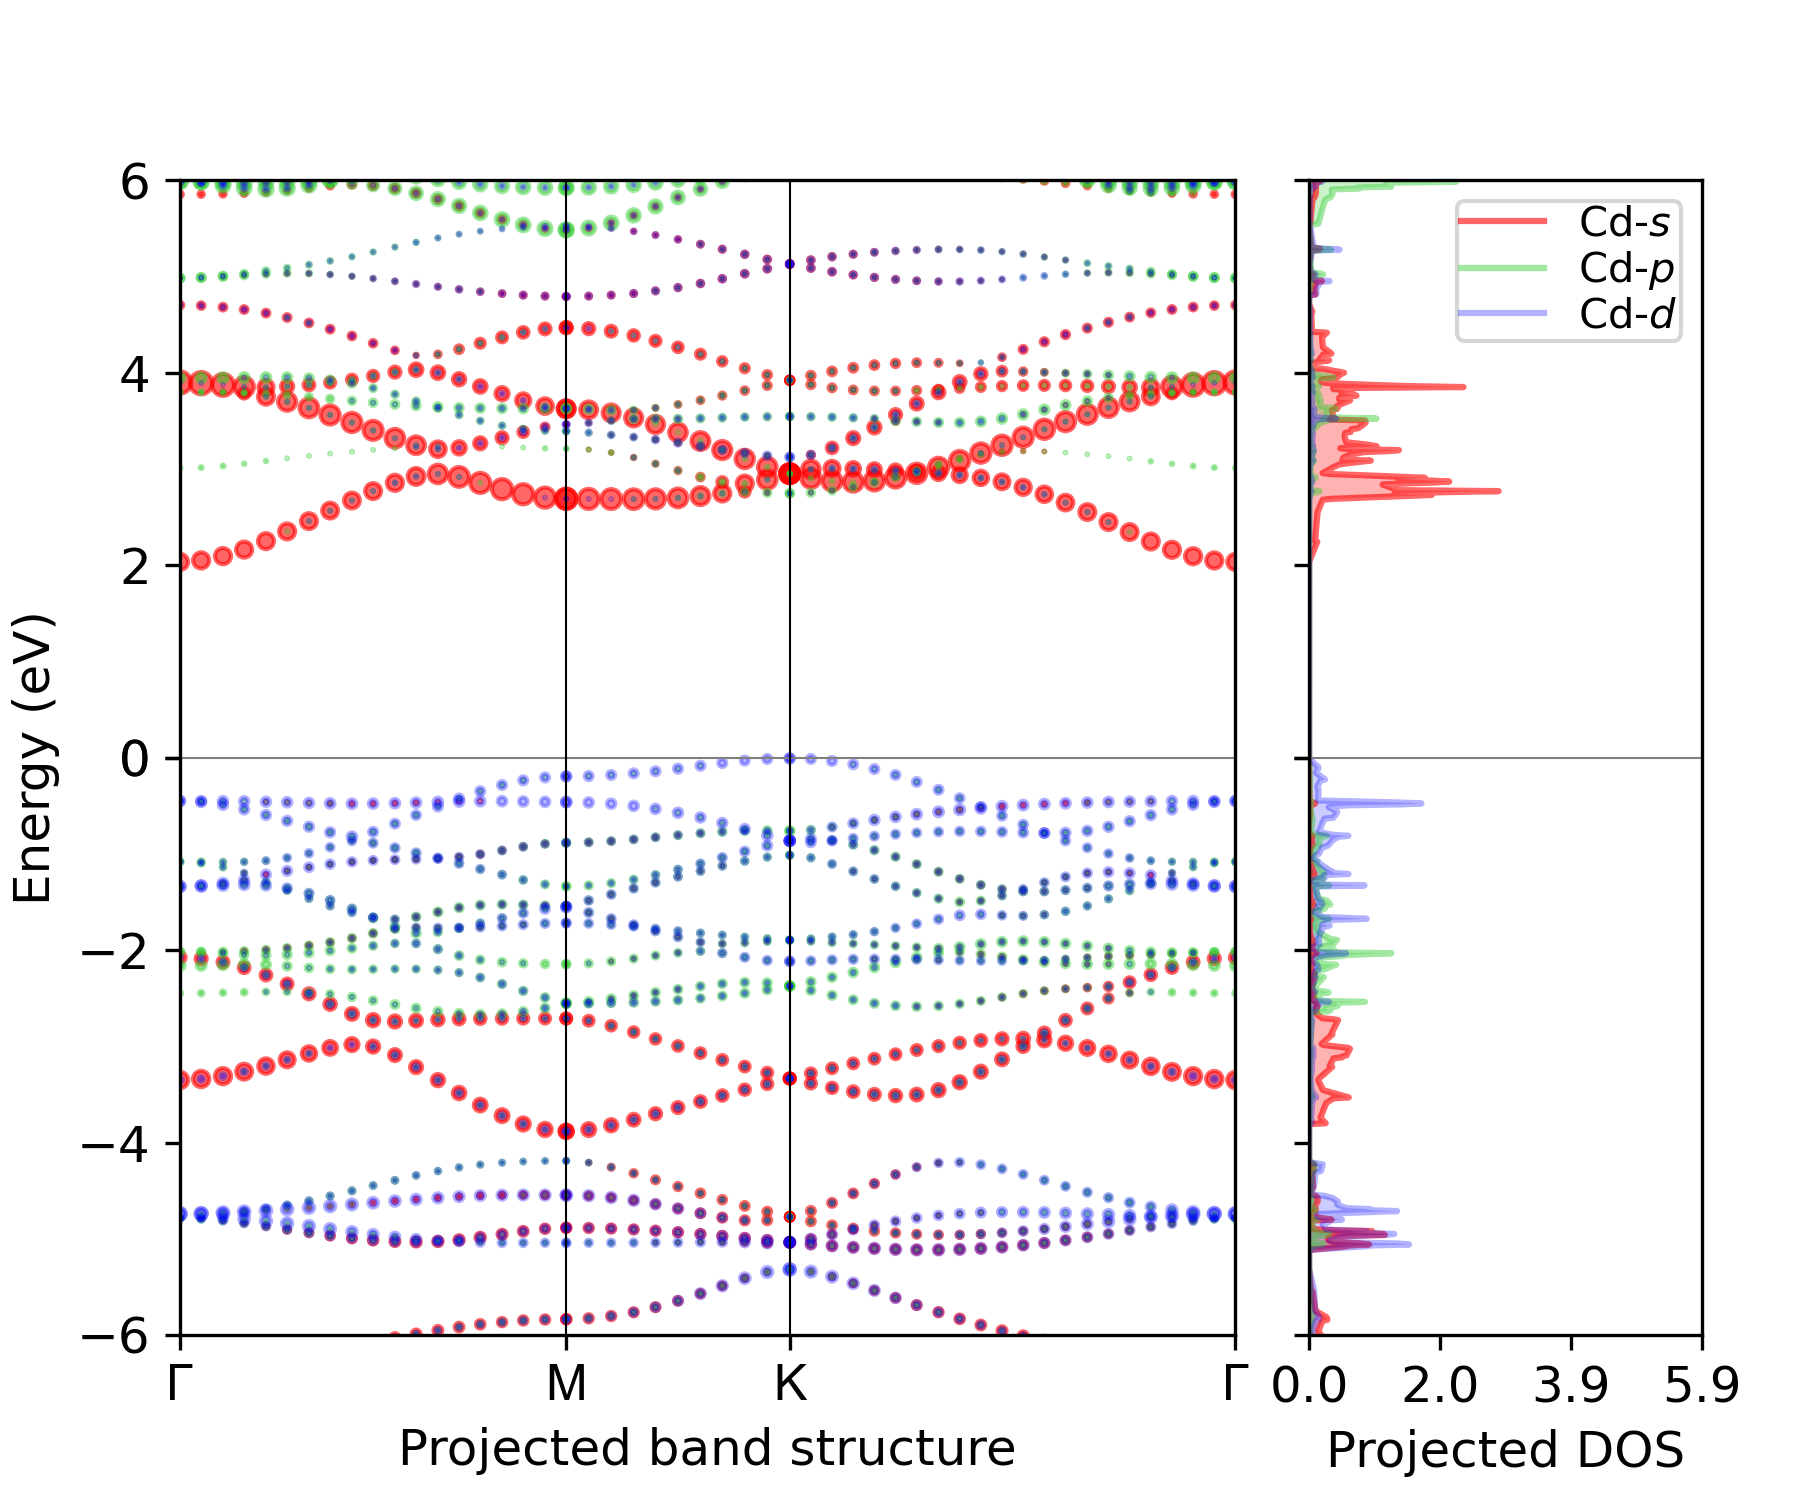 6
4
2
0
−2
−4
−6
Energy (eV)
Γ M K Γ
Projected band structure
Cd-s
Cd-p
Cd-d
0.0 2.0 3.9 5.9
Projected DOS